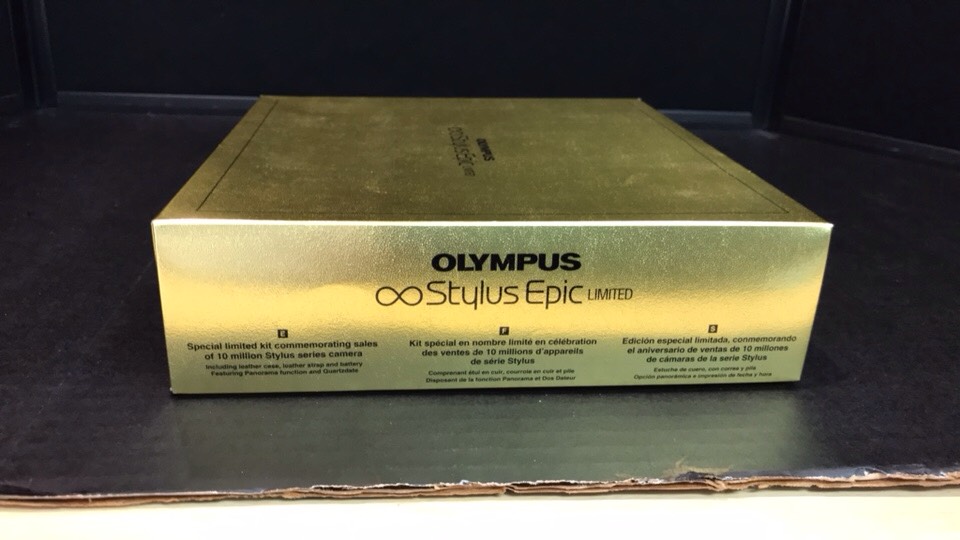 OLYMPUS
Stylus Epic
OLYMPUS
∞Stylus Epic LIMITED
E
Special limited kit commemorating sales
of 10 million Stylus series camera
Including leather case, leather strap and battery
Featuring Panorama function and Quartzdate
F
Kit spécial en nombre limité en célébration
des ventes de 10 millions d'appareils
de série Stylus
Comprenant étui en cuir, courroie en cuir et pile
Disposant de la fonction Panorama et Dos Dateur
S
Edición especial limitada, conmemorando
el aniversario de ventas de 10 millones
de cámaras de la serie Stylus
Estuche de cuero, con correa y pila
Opción panorámica e impresión de fecha y hora